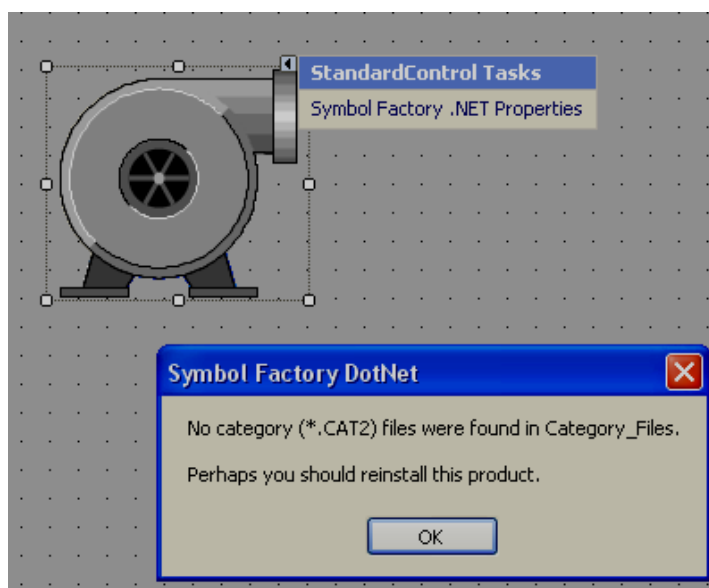 StandardControl Tasks
Symbol Factory .NET Properties
Symbol Factory DotNet
No category (*.CAT2) files were found in Category_Files.
Perhaps you should reinstall this product.
OK